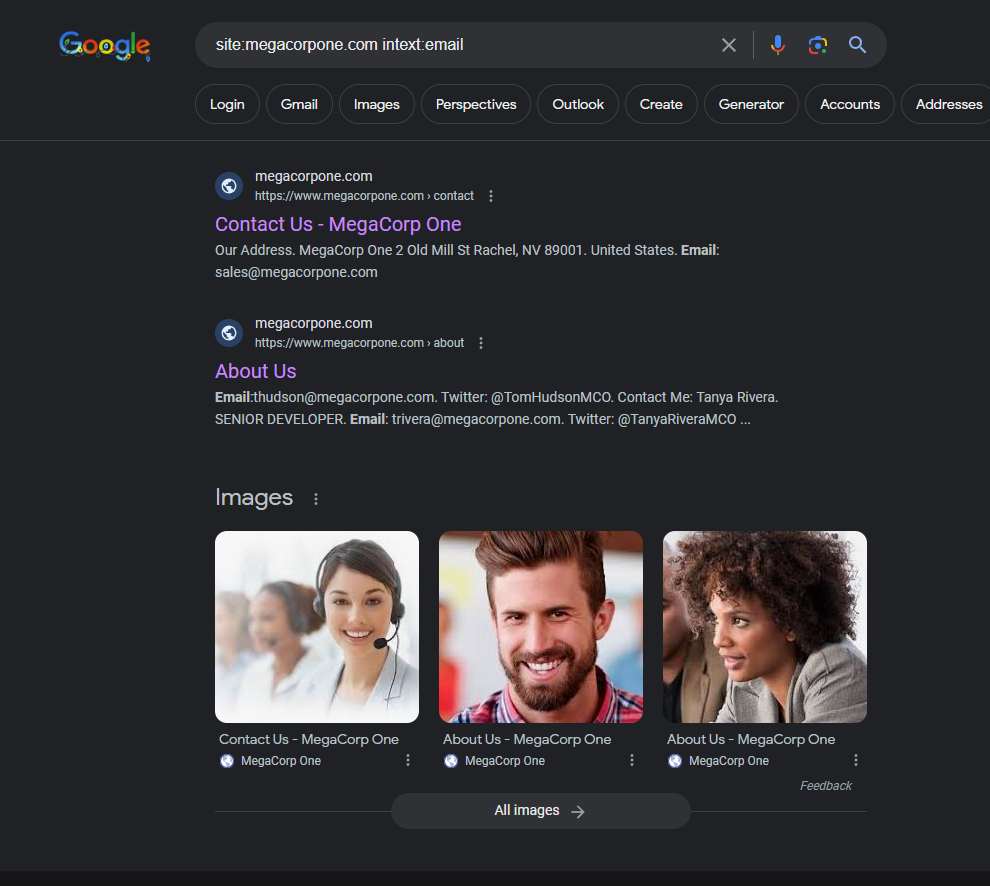 Google
site:megacorpone.com intext:email
Login Gmail Images Perspectives Outlook Create Generator Accounts Addresses
megacorpone.com
https://www.megacorpone.com › contact
Contact Us - MegaCorp One
Our Address. MegaCorp One 2 Old Mill St Rachel, NV 89001. United States. Email:
sales@megacorpone.com
megacorpone.com
https://www.megacorpone.com › about
About Us
Email:thudson@megacorpone.com. Twitter: @TomHudsonMCO. Contact Me: Tanya Rivera.
SENIOR DEVELOPER. Email: trivera@megacorpone.com. Twitter: @TanyaRiveraMCO ...
Images
Contact Us - MegaCorp One
MegaCorp One
About Us - MegaCorp One
MegaCorp One
About Us - MegaCorp One
MegaCorp One
Feedback
All images